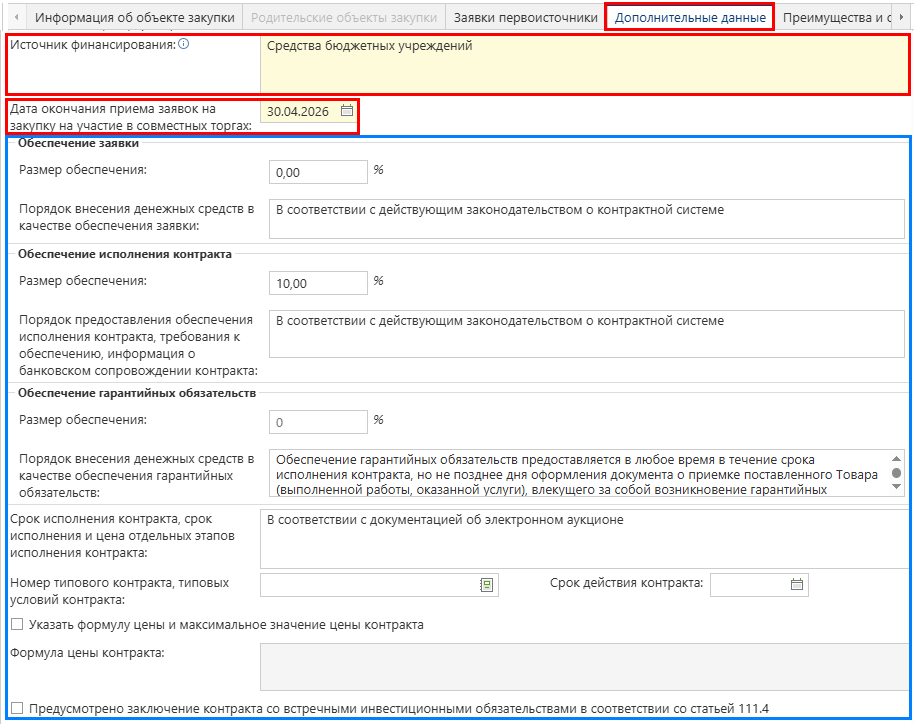 Информация об объекте закупки Родительские объекты закупки Заявки первоисточники Дополнительные данные Преимущества и с
Источник финансирования: Средства бюджетных учреждений
Дата окончания приема заявок на
закупку на участие в совместных торгах: 30.04.2026
Обеспечение заявки
Размер обеспечения: 0,00 %
Порядок внесения денежных средств в
качестве обеспечения заявки:
В соответствии с действующим законодательством о контрактной системе
Обеспечение исполнения контракта
Размер обеспечения: 10,00 %
Порядок предоставления обеспечения
исполнения контракта, требования к
обеспечению, информация о
банковском сопровождении контракта:
В соответствии с действующим законодательством о контрактной системе
Обеспечение гарантийных обязательств
Размер обеспечения: 0 %
Порядок внесения денежных средств в
качестве обеспечения гарантийных
обязательств:
Обеспечение гарантийных обязательств предоставляется в любое время в течение срока
исполнения контракта, но не позднее дня оформления документа о приемке поставленного Товара
(выполненной работы, оказанной услуги), влекущего за собой возникновение гарантийных
Срок исполнения контракта, срок
исполнения и цена отдельных этапов
исполнения контракта:
В соответствии с документацией об электронном аукционе
Номер типового контракта, типовых
условий контракта:
Срок действия контракта:
Указать формулу цены и максимальное значение цены контракта
Формула цены контракта:
Предусмотрено заключение контракта со встречными инвестиционными обязательствами в соответствии со статьей 111.4